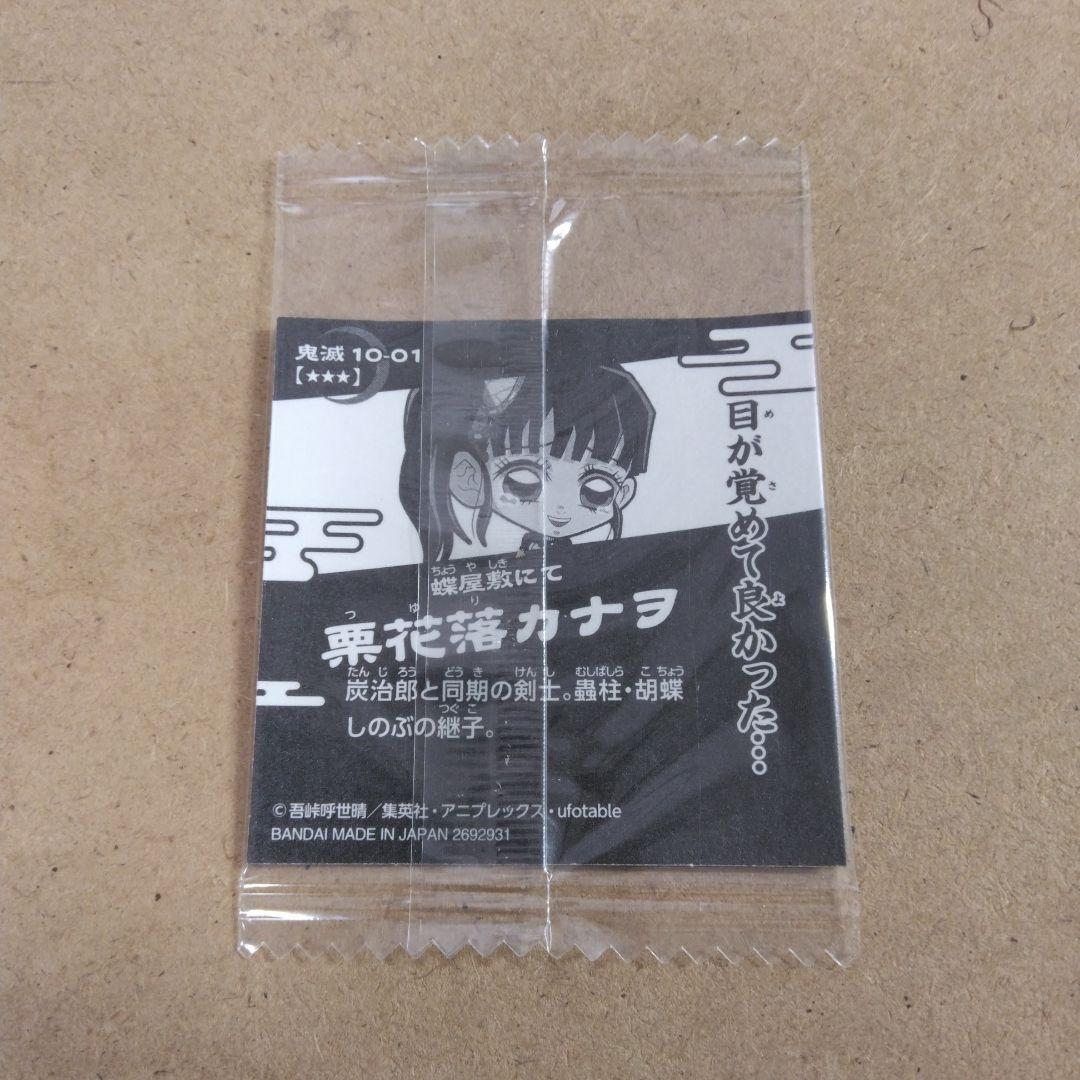 鬼滅 10-01
【★★★】
目が覚めて良かった…
め
さ
よ
ちょう や しき
蝶屋敷にて
つ ゆ り
栗花落カナヲ
たん じ ろう どう き けん し むしばしら こ ちょう
炭治郎と同期の剣士。蟲柱・胡蝶
つぐ こ
しのぶの継子。
©吾峠呼世晴／集英社・アニプレックス・ufotable
BANDAI MADE IN JAPAN 2692931